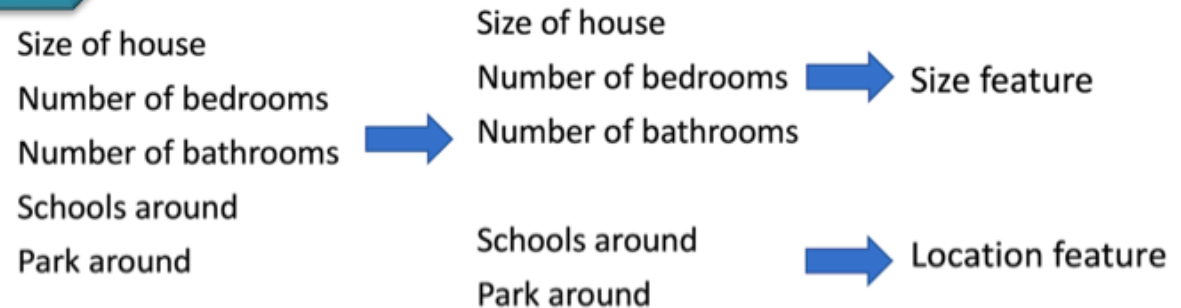 Size of house
Number of bedrooms
Number of bathrooms
Schools around
Park around
Size of house
Number of bedrooms
Number of bathrooms
Size feature
Schools around
Park around
Location feature